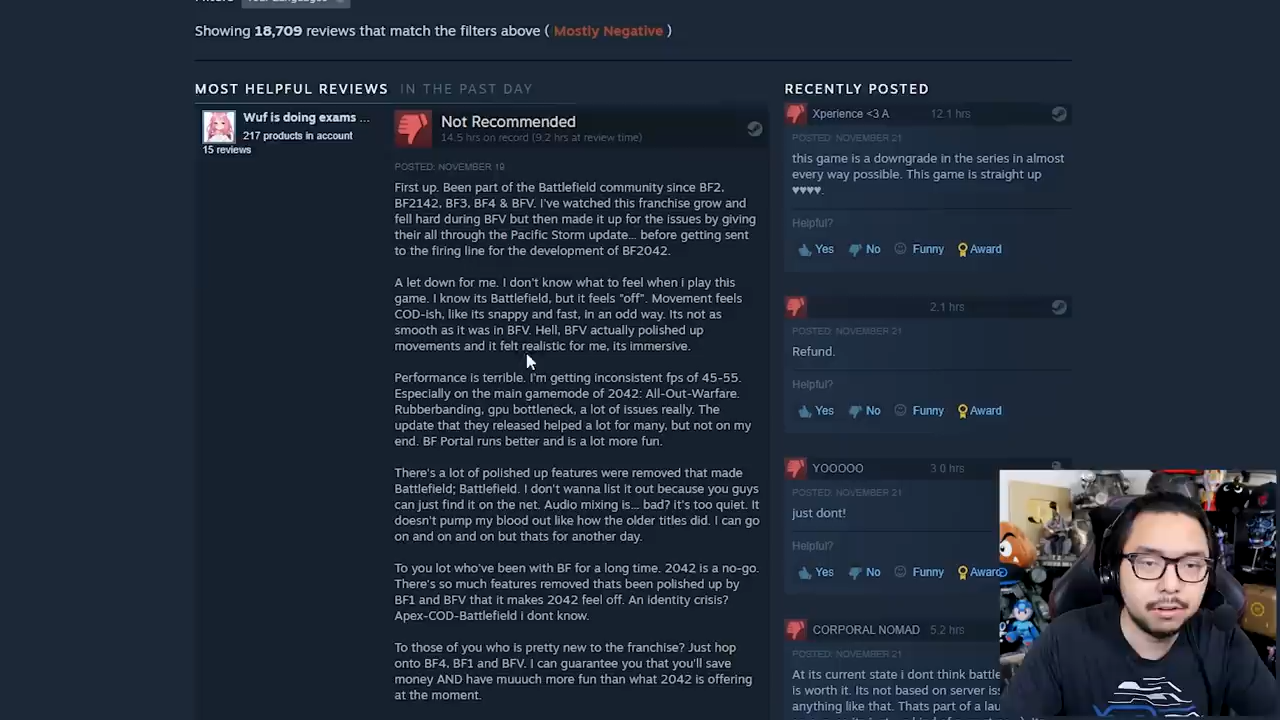 Showing 18,709 reviews that match the filters above ( Mostly Negative )
MOST HELPFUL REVIEWS IN THE PAST DAY
Wuf is doing exams ...
217 products in account
15 reviews
Not Recommended
14.5 hrs on record (9.2 hrs at review time)
POSTED: NOVEMBER 19
First up. Been part of the Battlefield community since BF2,
BF2142, BF3, BF4 & BFV. I've watched this franchise grow and
fell hard during BFV but then made it up for the issues by giving
their all through the Pacific Storm update... before getting sent
to the firing line for the development of BF2042.
A let down for me. I don't know what to feel when i play this
game. I know its Battlefield, but it feels "off". Movement feels
COD-ish, like its snappy and fast, in an odd way. Its not as
smooth as it was in BFV. Hell, BFV actually polished up
movements and it felt realistic for me, its immersive.
Performance is terrible. I'm getting inconsistent fps of 45-55.
Especially on the main gamemode of 2042: All-Out-Warfare.
Rubberbanding, gpu bottleneck, a lot of issues really. The
update that they released helped a lot for many, but not on my
end. BF Portal runs better and is a lot more fun.
There's a lot of polished up features were removed that made
Battlefield; Battlefield. I don't wanna list it out because you guys
can just find it on the net. Audio mixing is... bad? it's too quiet. It
doesn't pump my blood out like how the older titles did. I can go
on and on and on but thats for another day.
To you lot who've been with BF for a long time. 2042 is a no-go.
There's so much features removed thats been polished up by
BF1 and BFV that it makes 2042 feel off. An identity crisis?
Apex-COD-Battlefield i dont know.
To those of you who is pretty new to the franchise? Just hop
onto BF4, BF1 and BFV. I can guarantee you that you'll save
money AND have muuuch more fun than what 2042 is offering
at the moment.
RECENTLY POSTED
Xperience <3 A 12.1 hrs
POSTED: NOVEMBER 21
this game is a downgrade in the series in almost
every way possible. This game is straight up
♥♥♥♥.
Helpful?
Yes No Funny Award
2.1 hrs
POSTED: NOVEMBER 21
Refund.
Helpful?
Yes No Funny Award
YOOOOO 3.0 hrs
POSTED: NOVEMBER 21
just dont!
Helpful?
Yes No Funny Award
CORPORAL NOMAD 5.2 hrs
POSTED: NOVEMBER 21
At its current state i dont think
is worth it. Its not based on server
anything like that. Thats part of a